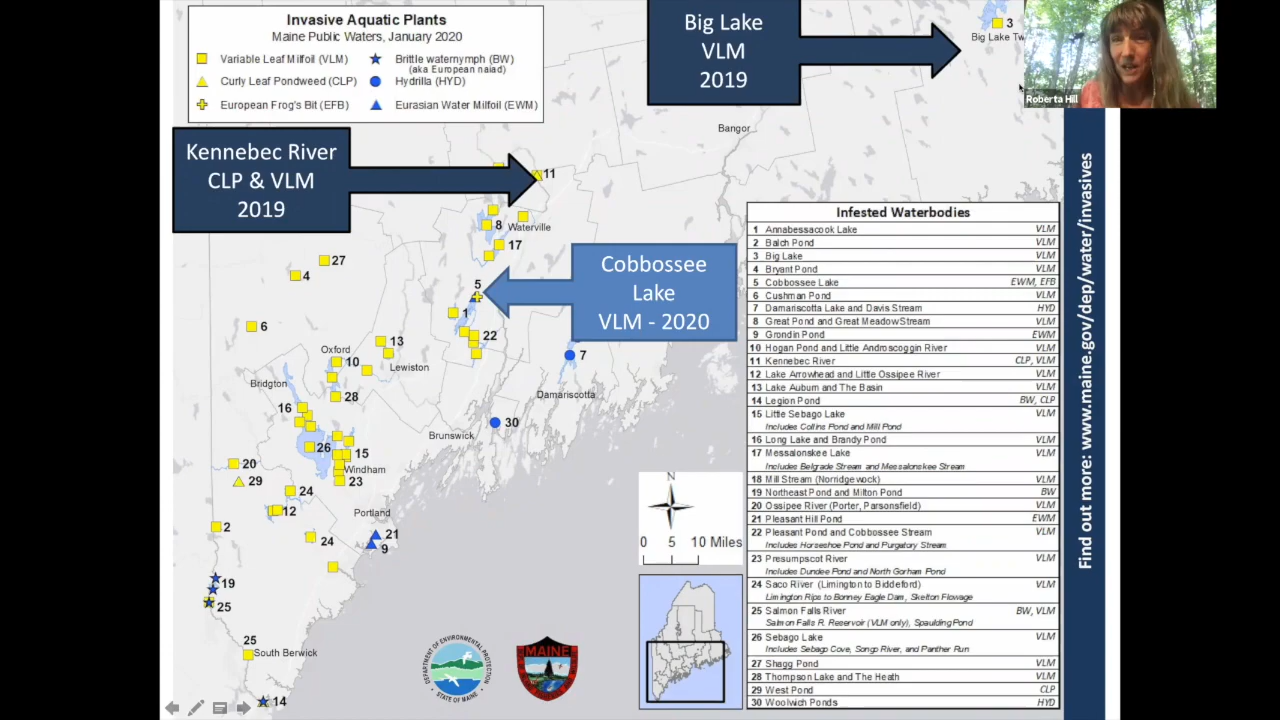 Invasive Aquatic Plants
Maine Public Waters, January 2020
Variable Leaf Milfoil (VLM)
Brittle waternymph (BW)
(aka European naiad)
Curly Leaf Pondweed (CLP)
Hydrilla (HYD)
European Frog's Bit (EFB)
Eurasian Water Milfoil (EWM)
Big Lake
VLM
2019
3
Big Lake Tw
Roberta Hill
Bangor
Kennebec River
CLP & VLM
2019
11
8 Waterville
17
27
4
Cobbossee
Lake
VLM - 2020
5
1
6
22
13
Oxford
10
Lewiston
7
Bridgton
28
Damariscotta
16
30
Brunswick
26
15
20
Windham
29
23
24
12
Portland
2
21
24
9
19
25
25
South Berwick
14
N
0 5 10 Miles
DEPARTMENT OF ENVIRONMENTAL PROTECTION
STATE OF MAINE
MAINE
Infested Waterbodies
1 Annabessacook Lake VLM
2 Balch Pond VLM
3 Big Lake VLM
4 Bryant Pond VLM
5 Cobbossee Lake EWM, EFB
6 Cushman Pond VLM
7 Damariscotta Lake and Davis Stream HYD
8 Great Pond and Great Meadow Stream VLM
9 Grondin Pond EWM
10 Hogan Pond and Little Androscoggin River VLM
11 Kennebec River CLP, VLM
12 Lake Arrowhead and Little Ossipee River VLM
13 Lake Auburn and The Basin VLM
14 Legion Pond BW, CLP
15 Little Sebago Lake VLM
Includes Collins Pond and Mill Pond
16 Long Lake and Brandy Pond VLM
17 Messalonskee Lake VLM
Includes Belgrade Stream and Messalonskee Stream
18 Mill Stream (Norridgewock) VLM
19 Northeast Pond and Milton Pond BW
20 Ossipee River (Porter, Parsonsfield) VLM
21 Pleasant Hill Pond EWM
22 Pleasant Pond and Cobbossee Stream VLM
Includes Horseshoe Pond and Purgatory Stream
23 Presumpscot River VLM
Includes Dundee Pond and North Gorham Pond
24 Saco River (Limington to Biddeford) VLM
Limington Rips to Bonney Eagle Dam, Skelton Flowage
25 Salmon Falls River BW, VLM
Salmon Falls R. Reservoir (VLM only), Spaulding Pond
26 Sebago Lake VLM
Includes Sebago Cove, Songo River, and Panther Run
27 Shagg Pond VLM
28 Thompson Lake and The Heath VLM
29 West Pond CLP
30 Woolwich Ponds HYD
Find out more: www.maine.gov/dep/water/invasives